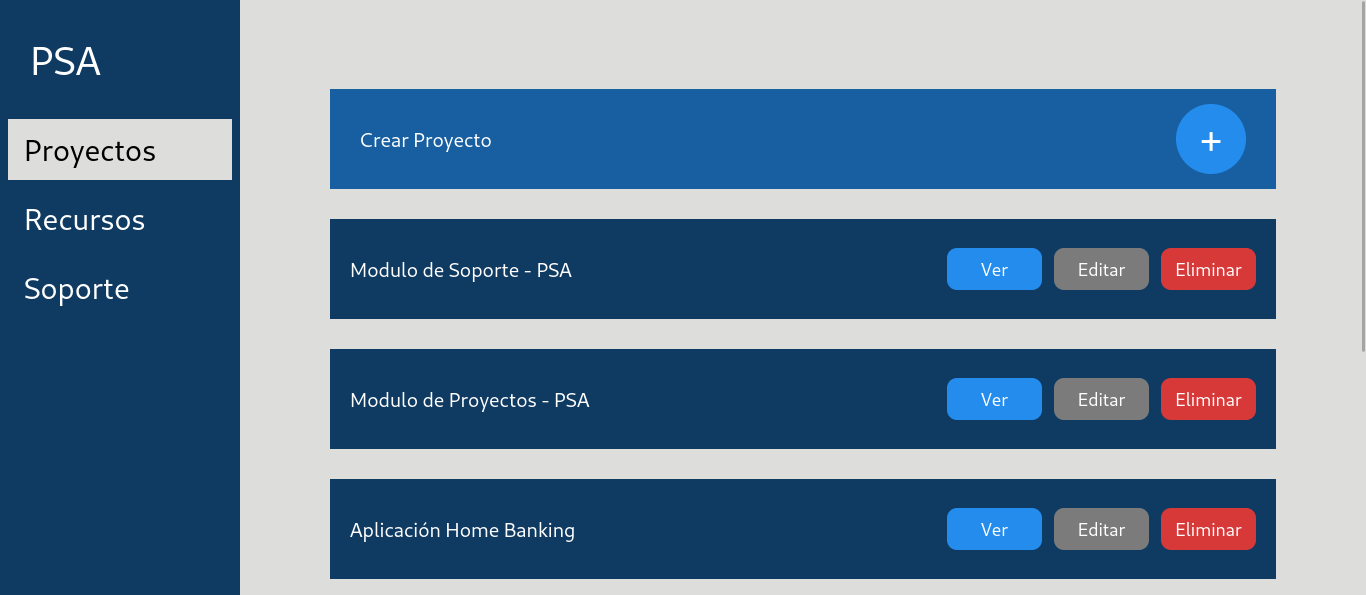 PSA
Proyectos
Recursos
Soporte
Crear Proyecto +
Modulo de Soporte - PSA Ver Editar Eliminar
Modulo de Proyectos - PSA Ver Editar Eliminar
Aplicación Home Banking Ver Editar Eliminar